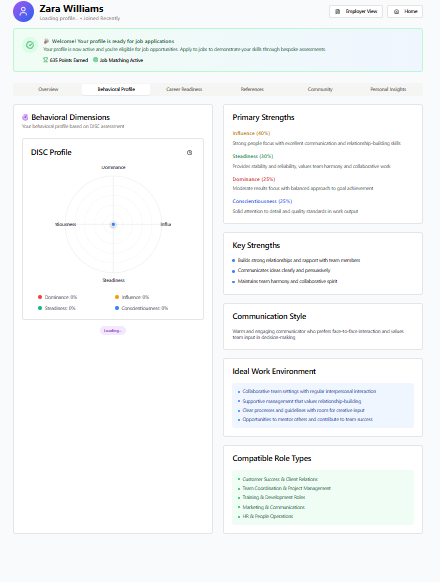 Zara Williams
Loading profile... • Joined Recently
Employer View
Home
🎉 Welcome! Your profile is ready for job applications
Your profile is now active and you're eligible for job opportunities. Apply to jobs to demonstrate your skills through bespoke assessments.
635 Points Earned
Job Matching Active
Overview
Behavioral Profile
Career Readiness
References
Community
Personal Insights
Behavioral Dimensions
Your behavioral profile based on DISC assessment
DISC Profile
Dominance
Influ
Steadiness
Dominance: 0%
Influence: 0%
Steadiness: 0%
Conscientiousness: 0%
Loading...
Primary Strengths
Influence (40%)
Strong people focus with excellent communication and relationship-building skills
Steadiness (30%)
Provides stability and reliability, values team harmony and collaborative work
Moderate results focus with balanced approach to goal achievement
Conscientiousness (25%)
Solid attention to detail and quality standards in work output
Key Strengths
Builds strong relationships and rapport with team members
Communicates ideas clearly and persuasively
Maintains team harmony and collaborative spirit
Communication Style
Warm and engaging communicator who prefers face-to-face interaction and values
team input in decision-making
Ideal Work Environment
• Collaborative team settings with regular interpersonal interaction
• Supportive management that values relationship-building
• Clear processes and guidelines with room for creative input
• Opportunities to mentor others and contribute to team success
Compatible Role Types
• Customer Success & Client Relations
• Team Coordination & Project Management
• Training & Development Roles
• Marketing & Communications
• HR & People Operations